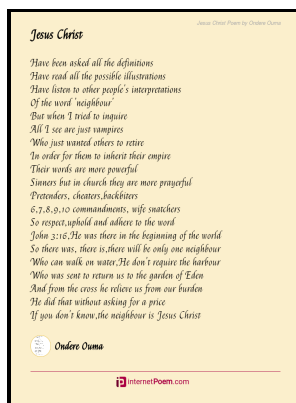 Jesus Christ Poem by Ondere Ouma
Jesus Christ
Have been asked all the definitions
Have read all the possible illustrations
Have listen to other people's interpretations
Of the word 'neighbour'
But when I tried to inquire
All I see are just vampires
Who just wanted others to retire
In order for them to inherit their empire
Their words are more powerful
Sinners but in church they are more prayerful
Pretenders, cheaters,backbiters
6,7,8,9,10 commandments, wife snatchers
So respect,uphold and adhere to the word
John 3:16,He was there in the beginning of the world
So there was, there is,there will be only one neighbour
Who can walk on water,He don't require the harbour
Who was sent to return us to the garden of Eden
And from the cross he relieve us from our burden
He did that without asking for a price
If you don't know,the neighbour is Jesus Christ
Ondere Ouma
internetPoem.com